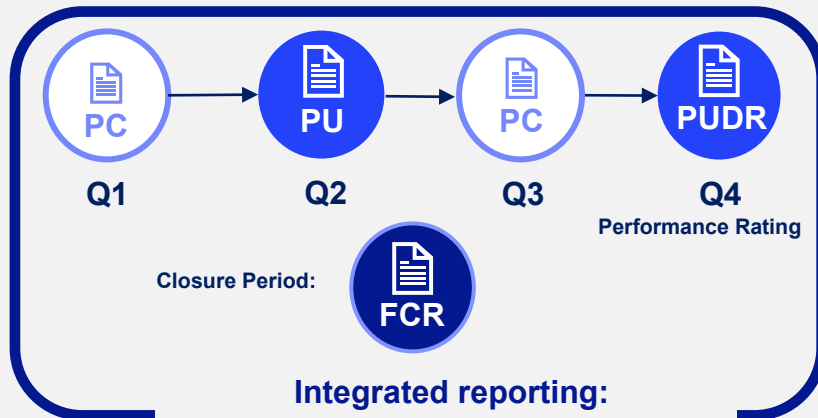 PC
PU
PC
PUDR
Q1
Q2
Q3
Q4
Performance Rating
Closure Period:
FCR
Integrated reporting: